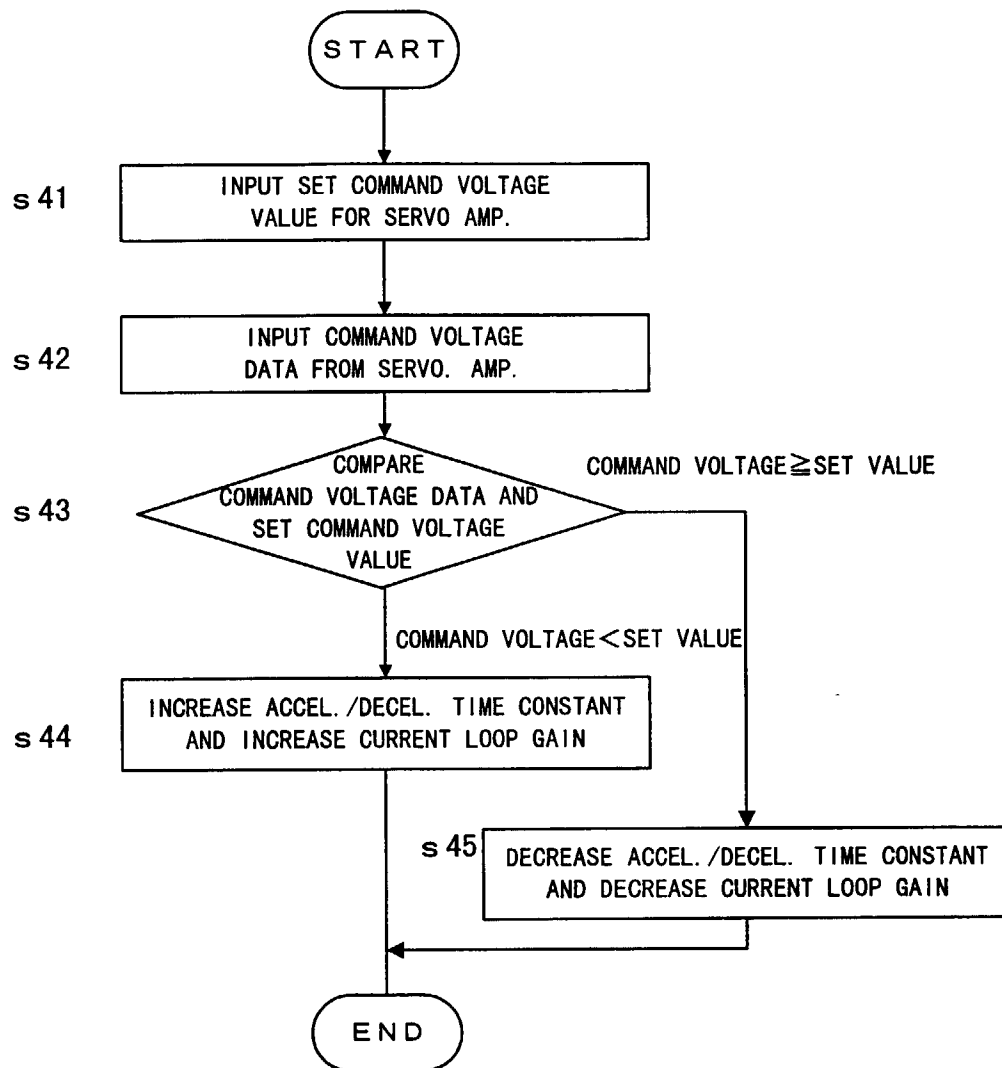 START
s 41
INPUT SET COMMAND VOLTAGE
VALUE FOR SERVO AMP.
s 42
INPUT COMMAND VOLTAGE
DATA FROM SERVO. AMP.
s 43
COMPARE
COMMAND VOLTAGE DATA AND
SET COMMAND VOLTAGE
VALUE
COMMAND VOLTAGE≧SET VALUE
COMMAND VOLTAGE<SET VALUE
s 44
INCREASE ACCEL./DECEL. TIME CONSTANT
AND INCREASE CURRENT LOOP GAIN
s 45
DECREASE ACCEL./DECEL. TIME CONSTANT
AND DECREASE CURRENT LOOP GAIN
END